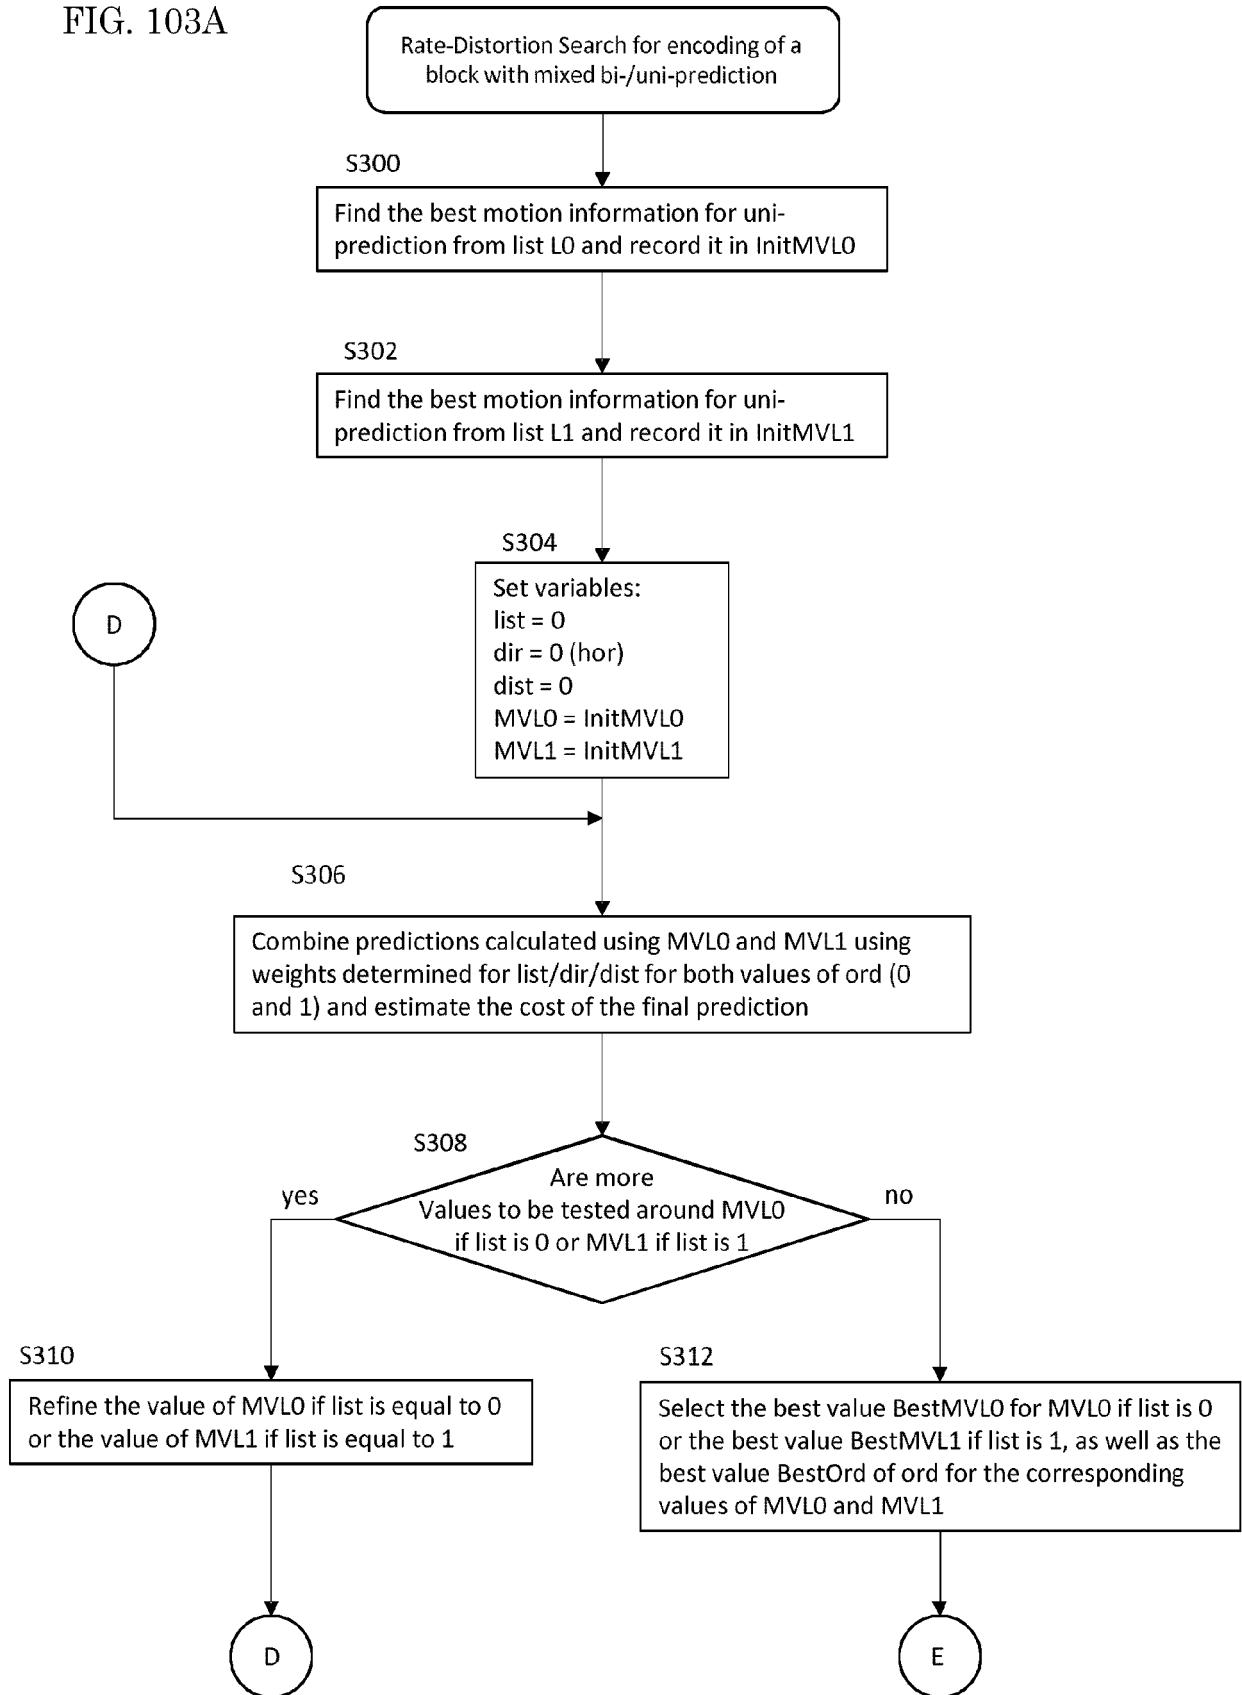 FIG. 103A
Rate-Distortion Search for encoding of a
block with mixed bi-/uni-prediction
S300
Find the best motion information for uni-
prediction from list L0 and record it in InitMVL0
S302
Find the best motion information for uni-
prediction from list L1 and record it in InitMVL1
S304
Set variables:
list = 0
dir = 0 (hor)
dist = 0
MVL0 = InitMVL0
MVL1 = InitMVL1
D
S306
Combine predictions calculated using MVL0 and MVL1 using
weights determined for list/dir/dist for both values of ord (0
and 1) and estimate the cost of the final prediction
S308
Are more
Values to be tested around MVL0
if list is 0 or MVL1 if list is 1
yes
no
S310
Refine the value of MVL0 if list is equal to 0
or the value of MVL1 if list is equal to 1
S312
Select the best value BestMVL0 for MVL0 if list is 0
or the best value BestMVL1 if list is 1, as well as the
best value BestOrd of ord for the corresponding
values of MVL0 and MVL1
D
E